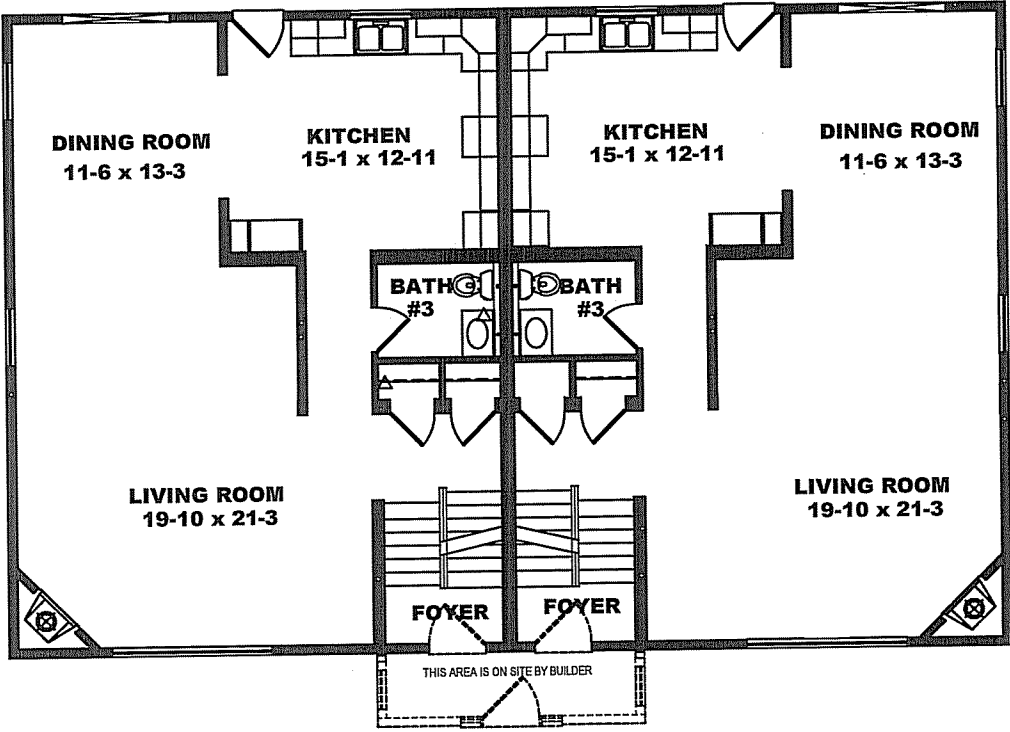 DINING ROOM
11-6 x 13-3
KITCHEN
15-1 x 12-11
KITCHEN
15-1 x 12-11
DINING ROOM
11-6 x 13-3
BATH
#3
BATH
#3
LIVING ROOM
19-10 x 21-3
LIVING ROOM
19-10 x 21-3
FOYER
FOYER
THIS AREA IS ON SITE BY BUILDER